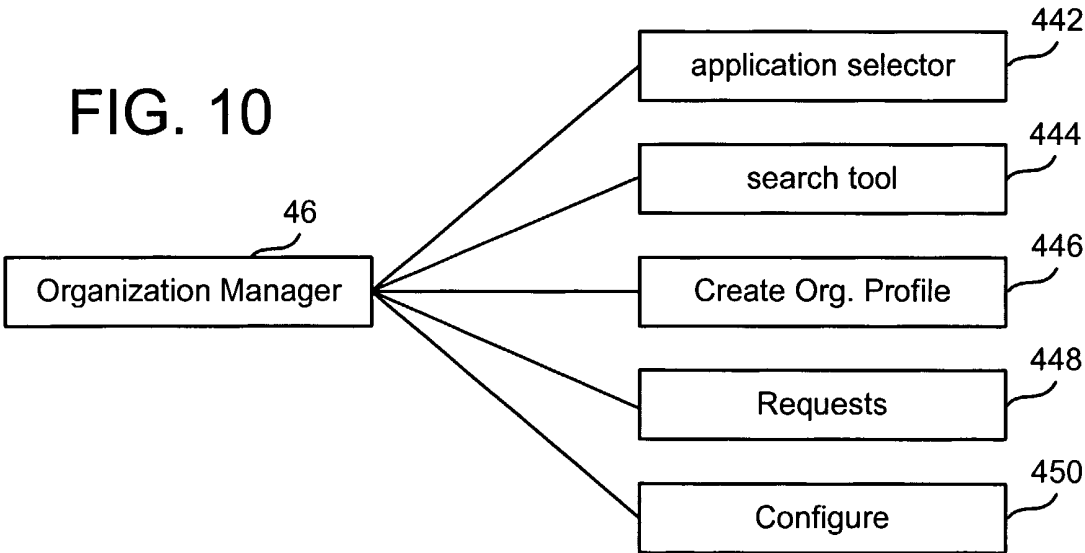 FIG. 10
46
Organization Manager
442
application selector
444
search tool
446
Create Org. Profile
448
Requests
450
Configure